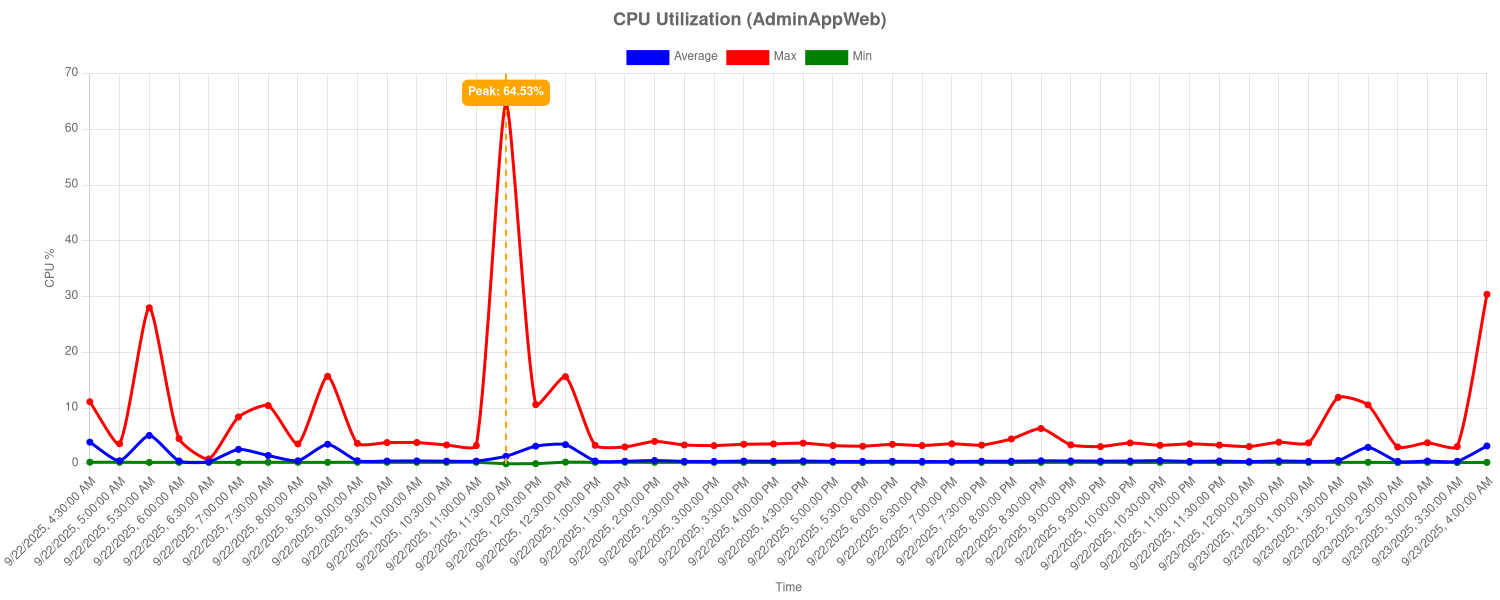 CPU Utilization (AdminAppWeb)
Average
Max
Min
Peak: 64.53%
70
60
50
40
30
20
10
0
CPU %
9/22/2025, 4:30:00 AM
9/22/2025, 5:00:00 AM
9/22/2025, 5:30:00 AM
9/22/2025, 6:00:00 AM
9/22/2025, 6:30:00 AM
9/22/2025, 7:00:00 AM
9/22/2025, 7:30:00 AM
9/22/2025, 8:00:00 AM
9/22/2025, 8:30:00 AM
9/22/2025, 9:00:00 AM
9/22/2025, 9:30:00 AM
9/22/2025, 10:00:00 AM
9/22/2025, 10:30:00 AM
9/22/2025, 11:00:00 AM
9/22/2025, 11:30:00 AM
9/22/2025, 12:00:00 PM
9/22/2025, 12:30:00 PM
9/22/2025, 1:00:00 PM
9/22/2025, 1:30:00 PM
9/22/2025, 2:00:00 PM
9/22/2025, 2:30:00 PM
9/22/2025, 3:00:00 PM
9/22/2025, 3:30:00 PM
9/22/2025, 4:00:00 PM
9/22/2025, 4:30:00 PM
9/22/2025, 5:00:00 PM
9/22/2025, 5:30:00 PM
9/22/2025, 6:00:00 PM
9/22/2025, 6:30:00 PM
9/22/2025, 7:00:00 PM
9/22/2025, 7:30:00 PM
9/22/2025, 8:00:00 PM
9/22/2025, 8:30:00 PM
9/22/2025, 9:00:00 PM
9/22/2025, 9:30:00 PM
9/22/2025, 10:00:00 PM
9/22/2025, 10:30:00 PM
9/22/2025, 11:00:00 PM
9/22/2025, 11:30:00 PM
9/23/2025, 12:00:00 AM
9/23/2025, 12:30:00 AM
9/23/2025, 1:00:00 AM
9/23/2025, 1:30:00 AM
9/23/2025, 2:00:00 AM
9/23/2025, 2:30:00 AM
9/23/2025, 3:00:00 AM
9/23/2025, 3:30:00 AM
9/23/2025, 4:00:00 AM
Time